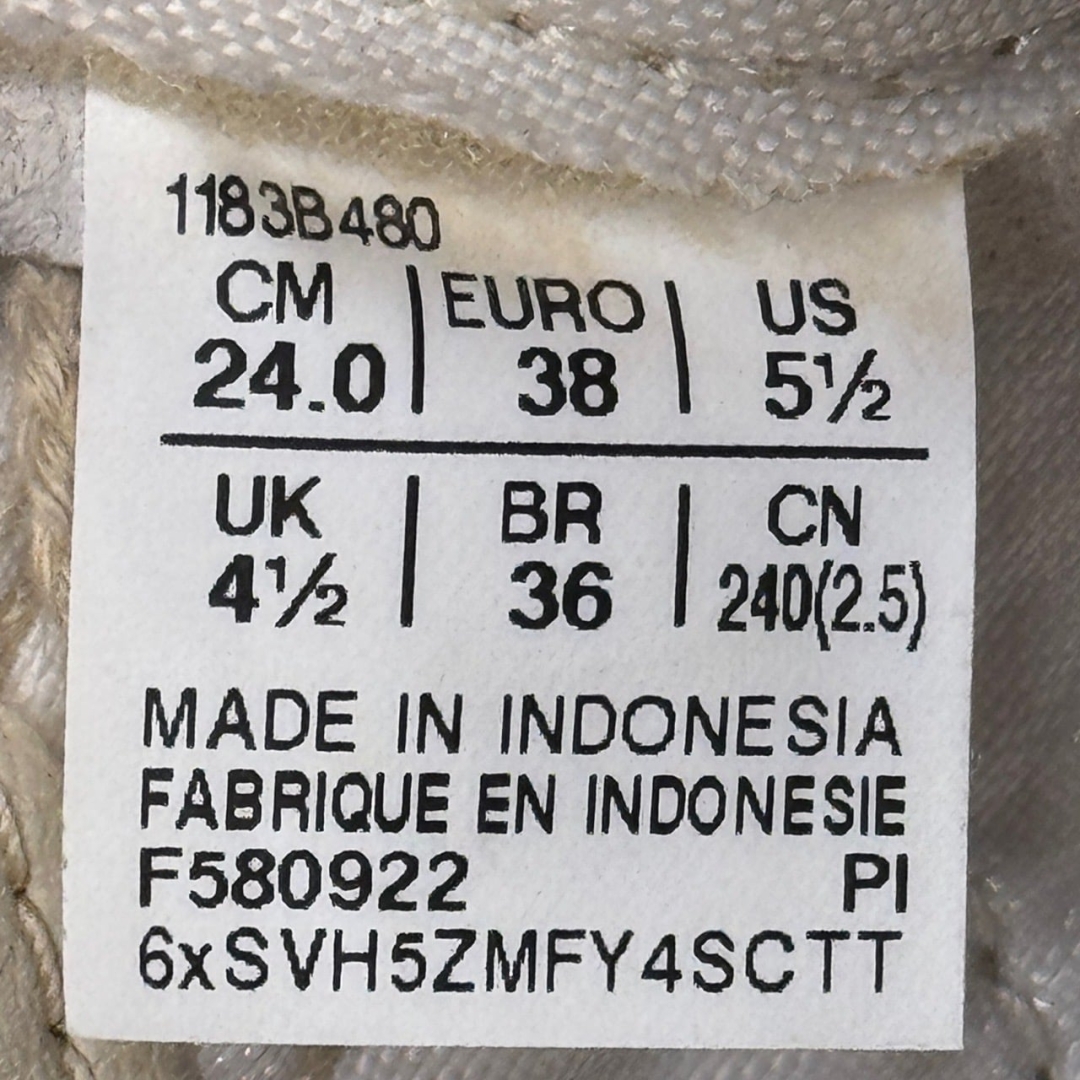 1183B480
CM | EURO | US
24.0 | 38 | 5½
UK | BR | CN
4½ | 36 | 240(2.5)
MADE IN INDONESIA
FABRIQUE EN INDONESIE
F580922 PI
6xSVH5ZMFY4SCTT